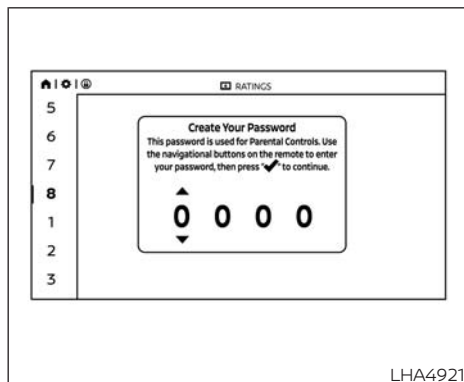 RATINGS
5
6
7
8
1
2
3
Create Your Password
This password is used for Parental Controls. Use
the navigational buttons on the remote to enter
your password, then press "✔" to continue.
0 0 0 0
LHA4921